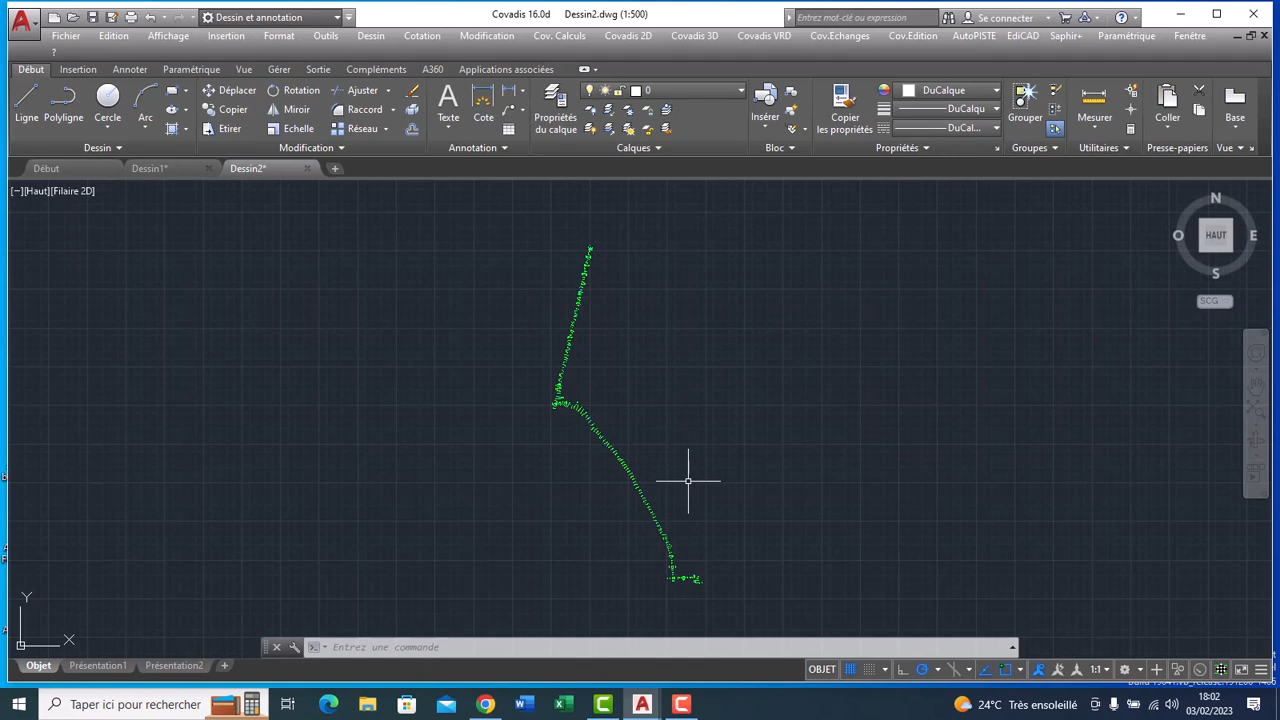 Dessin et annotation
Covadis 16.0d Dessin2.dwg (1:500)
Entrez mot-clé ou expression
Se connecter
Fichier Edition Affichage Insertion Format Outils Dessin Cotation Modification Cov. Calculs Covadis 2D Covadis 3D Covadis VRD Cov.Echanges Cov.Edition AutoPISTE EdiCAD Saphir+ Paramétrique Fenêtre
?
Début Insertion Annoter Paramétrique Vue Gérer Sortie Compléments A360 Applications associées
Déplacer Rotation Ajuster 0 DuCalque
Copier Miroir Raccord DuCalqu
Ligne Polyligne Cercle Arc Texte Cote Propriétés du calque Insérer Copier les propriétés Grouper Mesurer Coller Base
Etirer Echelle Réseau DuCal...
Dessin Modification Annotation Calques Bloc Propriétés Groupes Utilitaires Presse-papiers Vue
Début Dessin1* Dessin2*
[−][Haut][Filaire 2D]
N
O HAUT E
S
SCG
Y
X
Entrez une commande
Objet Présentation1 Présentation2
OBJET 1:1
Taper ici pour rechercher
24°C Très ensoleillé
18:02
03/02/2023